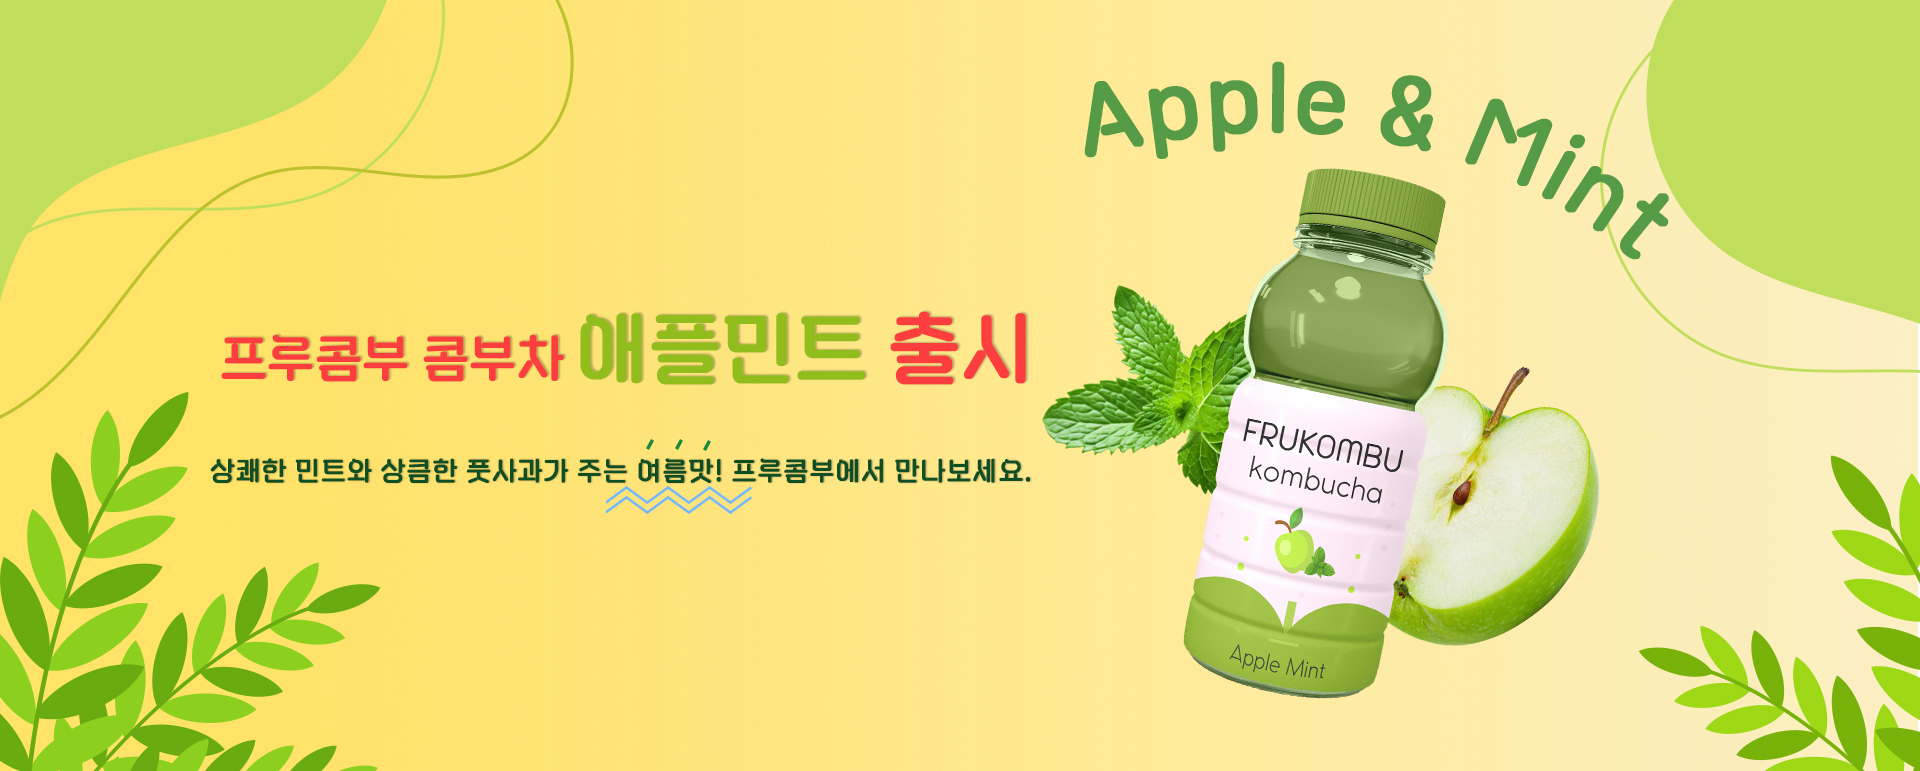 Apple & Mint
프루콤부 콤부차 애플민트 출시
상쾌한 민트와 상큼한 풋사과가 주는 여름맛! 프루콤부에서 만나보세요.
FRUKOMBU
kombucha
Apple Mint